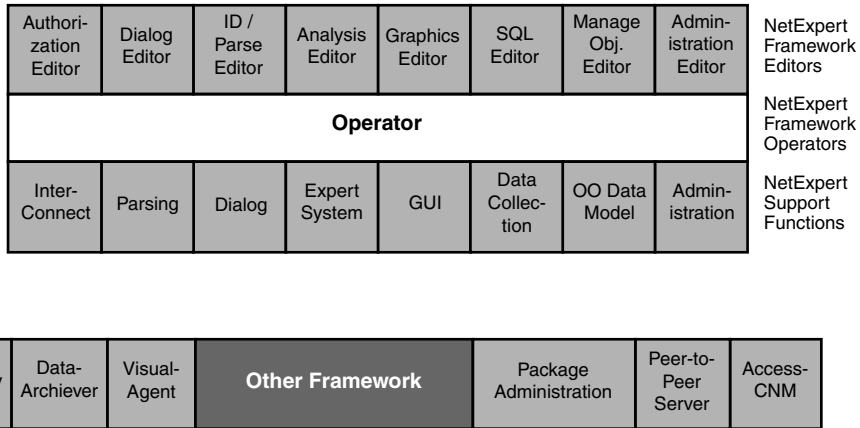 Authori-
zation
Editor
Dialog
Editor
ID /
Parse
Editor
Analysis
Editor
Graphics
Editor
SQL
Editor
Manage
Obj.
Editor
Admin-
istration
Editor
NetExpert
Framework
Editors
Operator
NetExpert
Framework
Operators
Inter-
Connect
Parsing
Dialog
Expert
System
GUI
Data
Collec-
tion
OO Data
Model
Admin-
istration
NetExpert
Support
Functions
Data-
Archiever
Visual-
Agent
Other Framework
Package
Administration
Peer-to-
Peer
Server
Access-
CNM